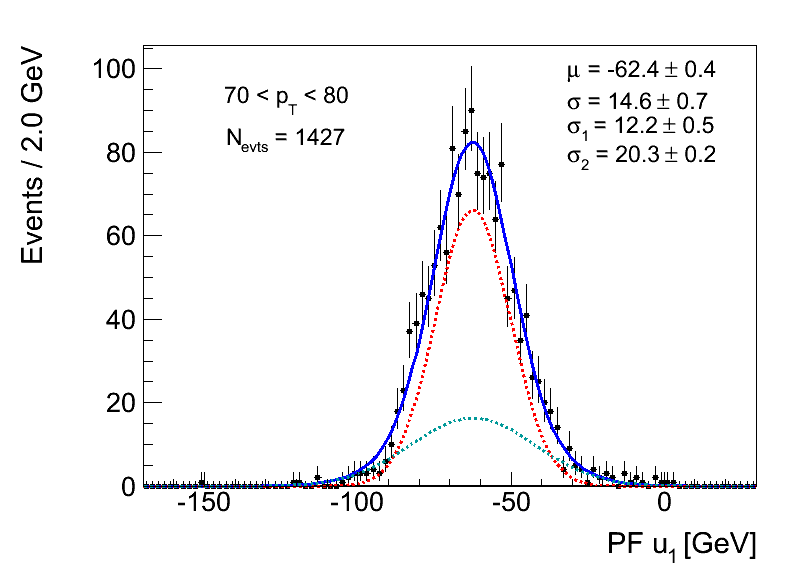 Events / 2.0 GeV
100
80
60
40
20
0
70 < p_T < 80
N_evts = 1427
μ = -62.4 ± 0.4
σ = 14.6 ± 0.7
σ_1 = 12.2 ± 0.5
σ_2 = 20.3 ± 0.2
-150 -100 -50 0
PF u_1 [GeV]